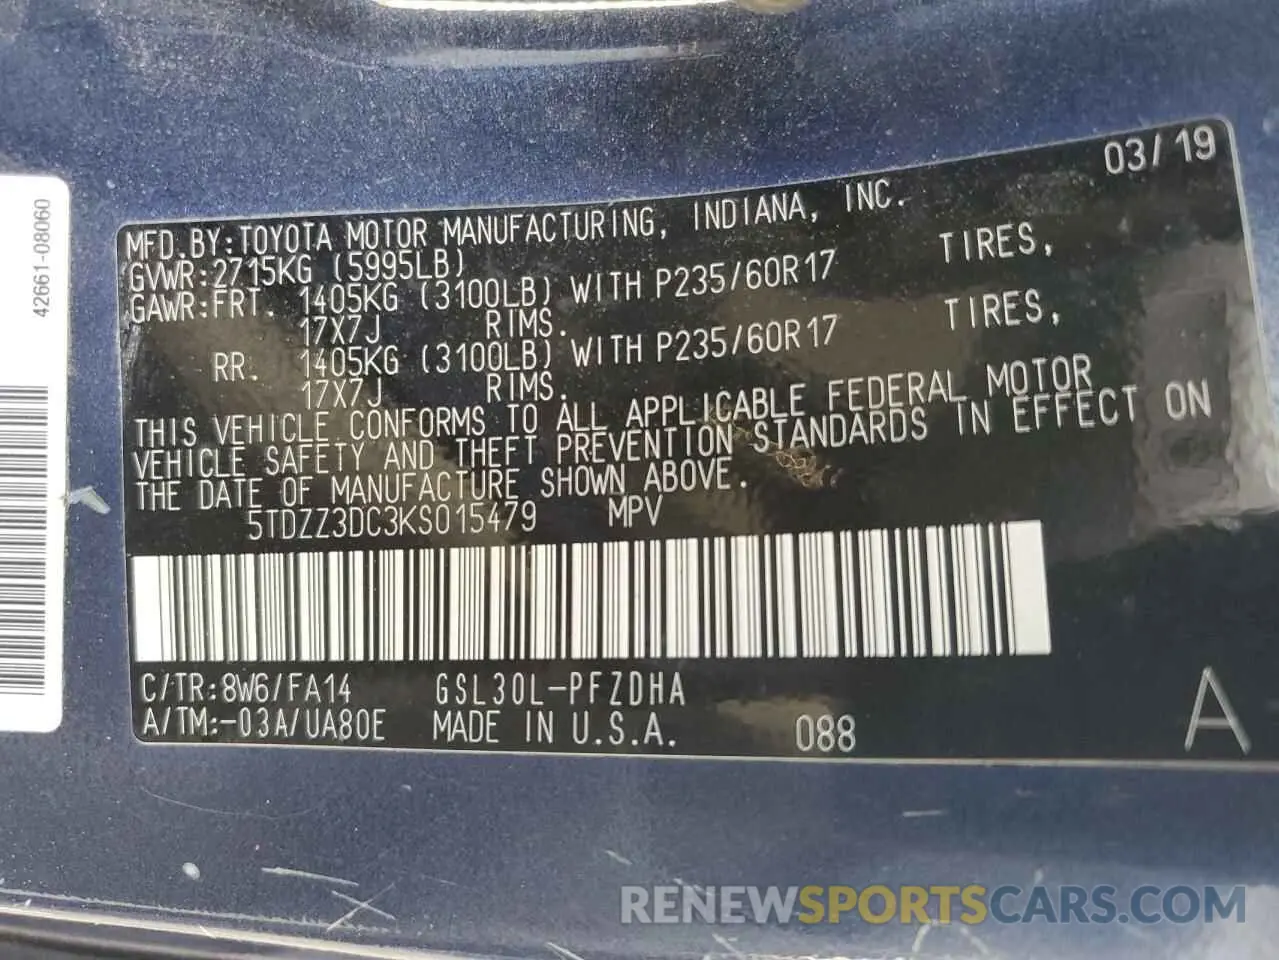 42661-08060
03/19
MFD.BY:TOYOTA MOTOR MANUFACTURING, INDIANA, INC.
GVWR:2715KG (5995LB)
GAWR:FRT. 1405KG (3100LB) WITH P235/60R17 TIRES,
17X7J RIMS.
RR. 1405KG (3100LB) WITH P235/60R17 TIRES,
17X7J RIMS.
THIS VEHICLE CONFORMS TO ALL APPLICABLE FEDERAL MOTOR
VEHICLE SAFETY AND THEFT PREVENTION STANDARDS IN EFFECT ON
THE DATE OF MANUFACTURE SHOWN ABOVE.
5TDZZ3DC3KS015479 MPV
C/TR:8W6/FA14 GSL30L-PFZDHA
A/TM:-03A/UA80E MADE IN U.S.A. 088 A
RENEWSPORTSCARS.COM